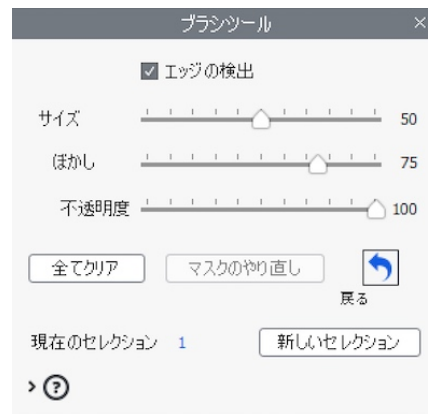 ブラシツール ×
エッジの検出
サイズ 50
ぼかし 75
不透明度 100
全てクリア マスクのやり直し
戻る
現在のセレクション 1 新しいセレクション
> ?